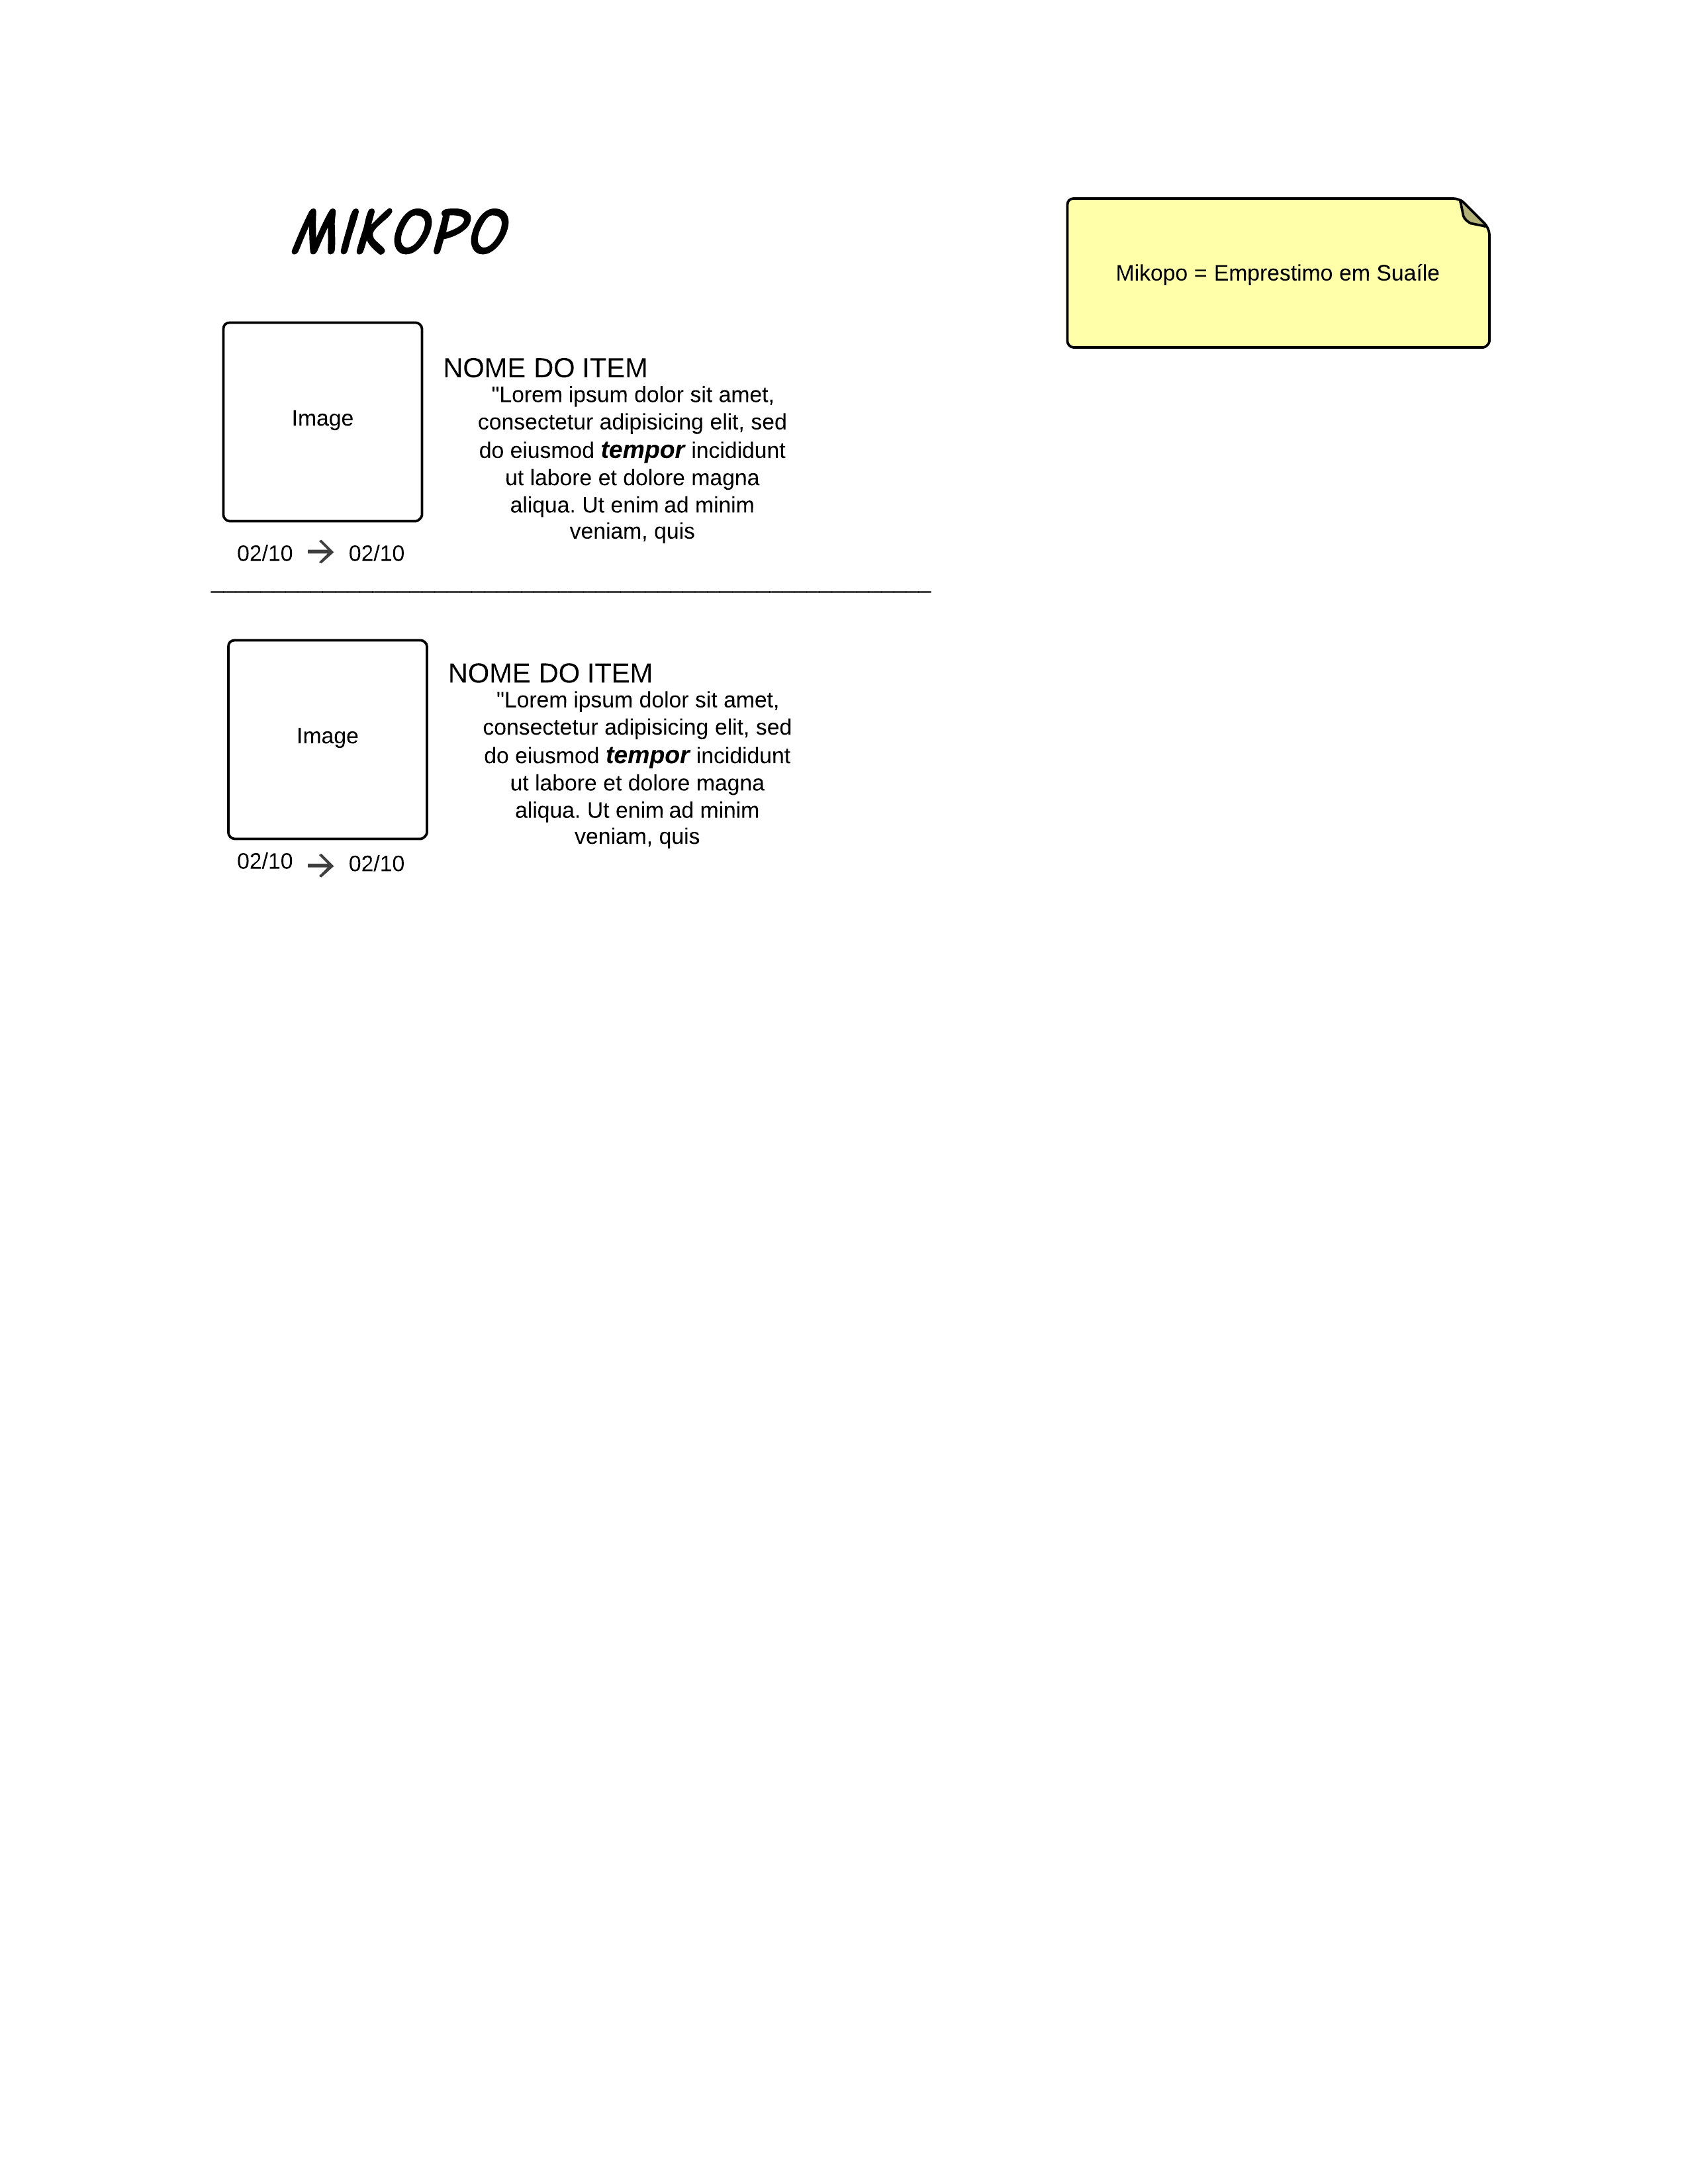 MIKOPO
Mikopo = Emprestimo em Suaíle
Image
NOME DO ITEM
"Lorem ipsum dolor sit amet,
consectetur adipisicing elit, sed
do eiusmod tempor incididunt
ut labore et dolore magna
aliqua. Ut enim ad minim
veniam, quis
02/10 → 02/10
Image
NOME DO ITEM
"Lorem ipsum dolor sit amet,
consectetur adipisicing elit, sed
do eiusmod tempor incididunt
ut labore et dolore magna
aliqua. Ut enim ad minim
veniam, quis
02/10 → 02/10